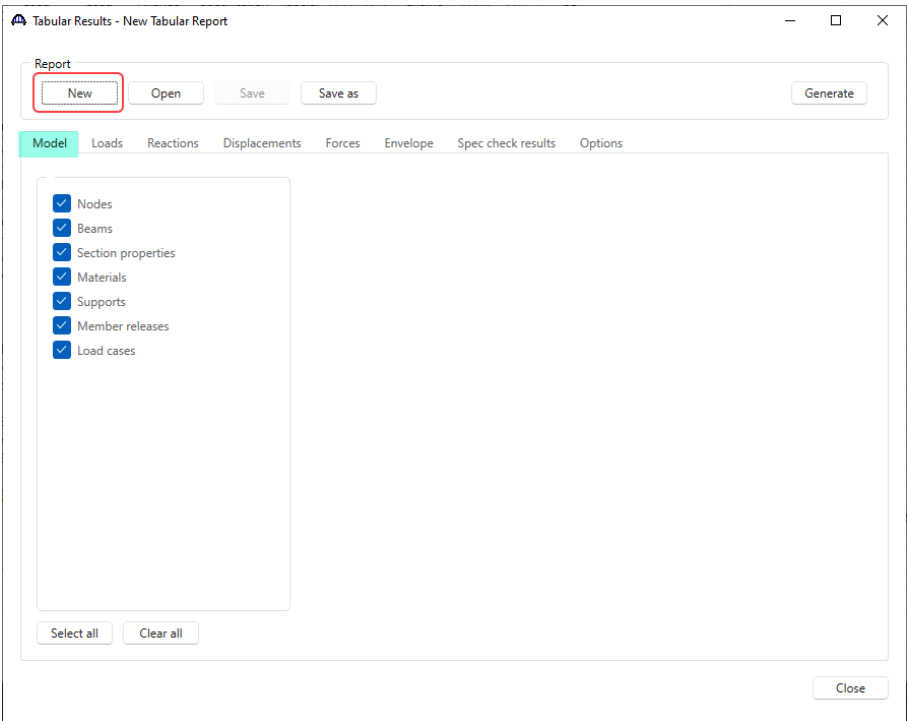 Tabular Results - New Tabular Report
Report
New Open Save Save as Generate
Model Loads Reactions Displacements Forces Envelope Spec check results Options
Nodes
Beams
Section properties
Materials
Supports
Member releases
Load cases
Select all Clear all
Close